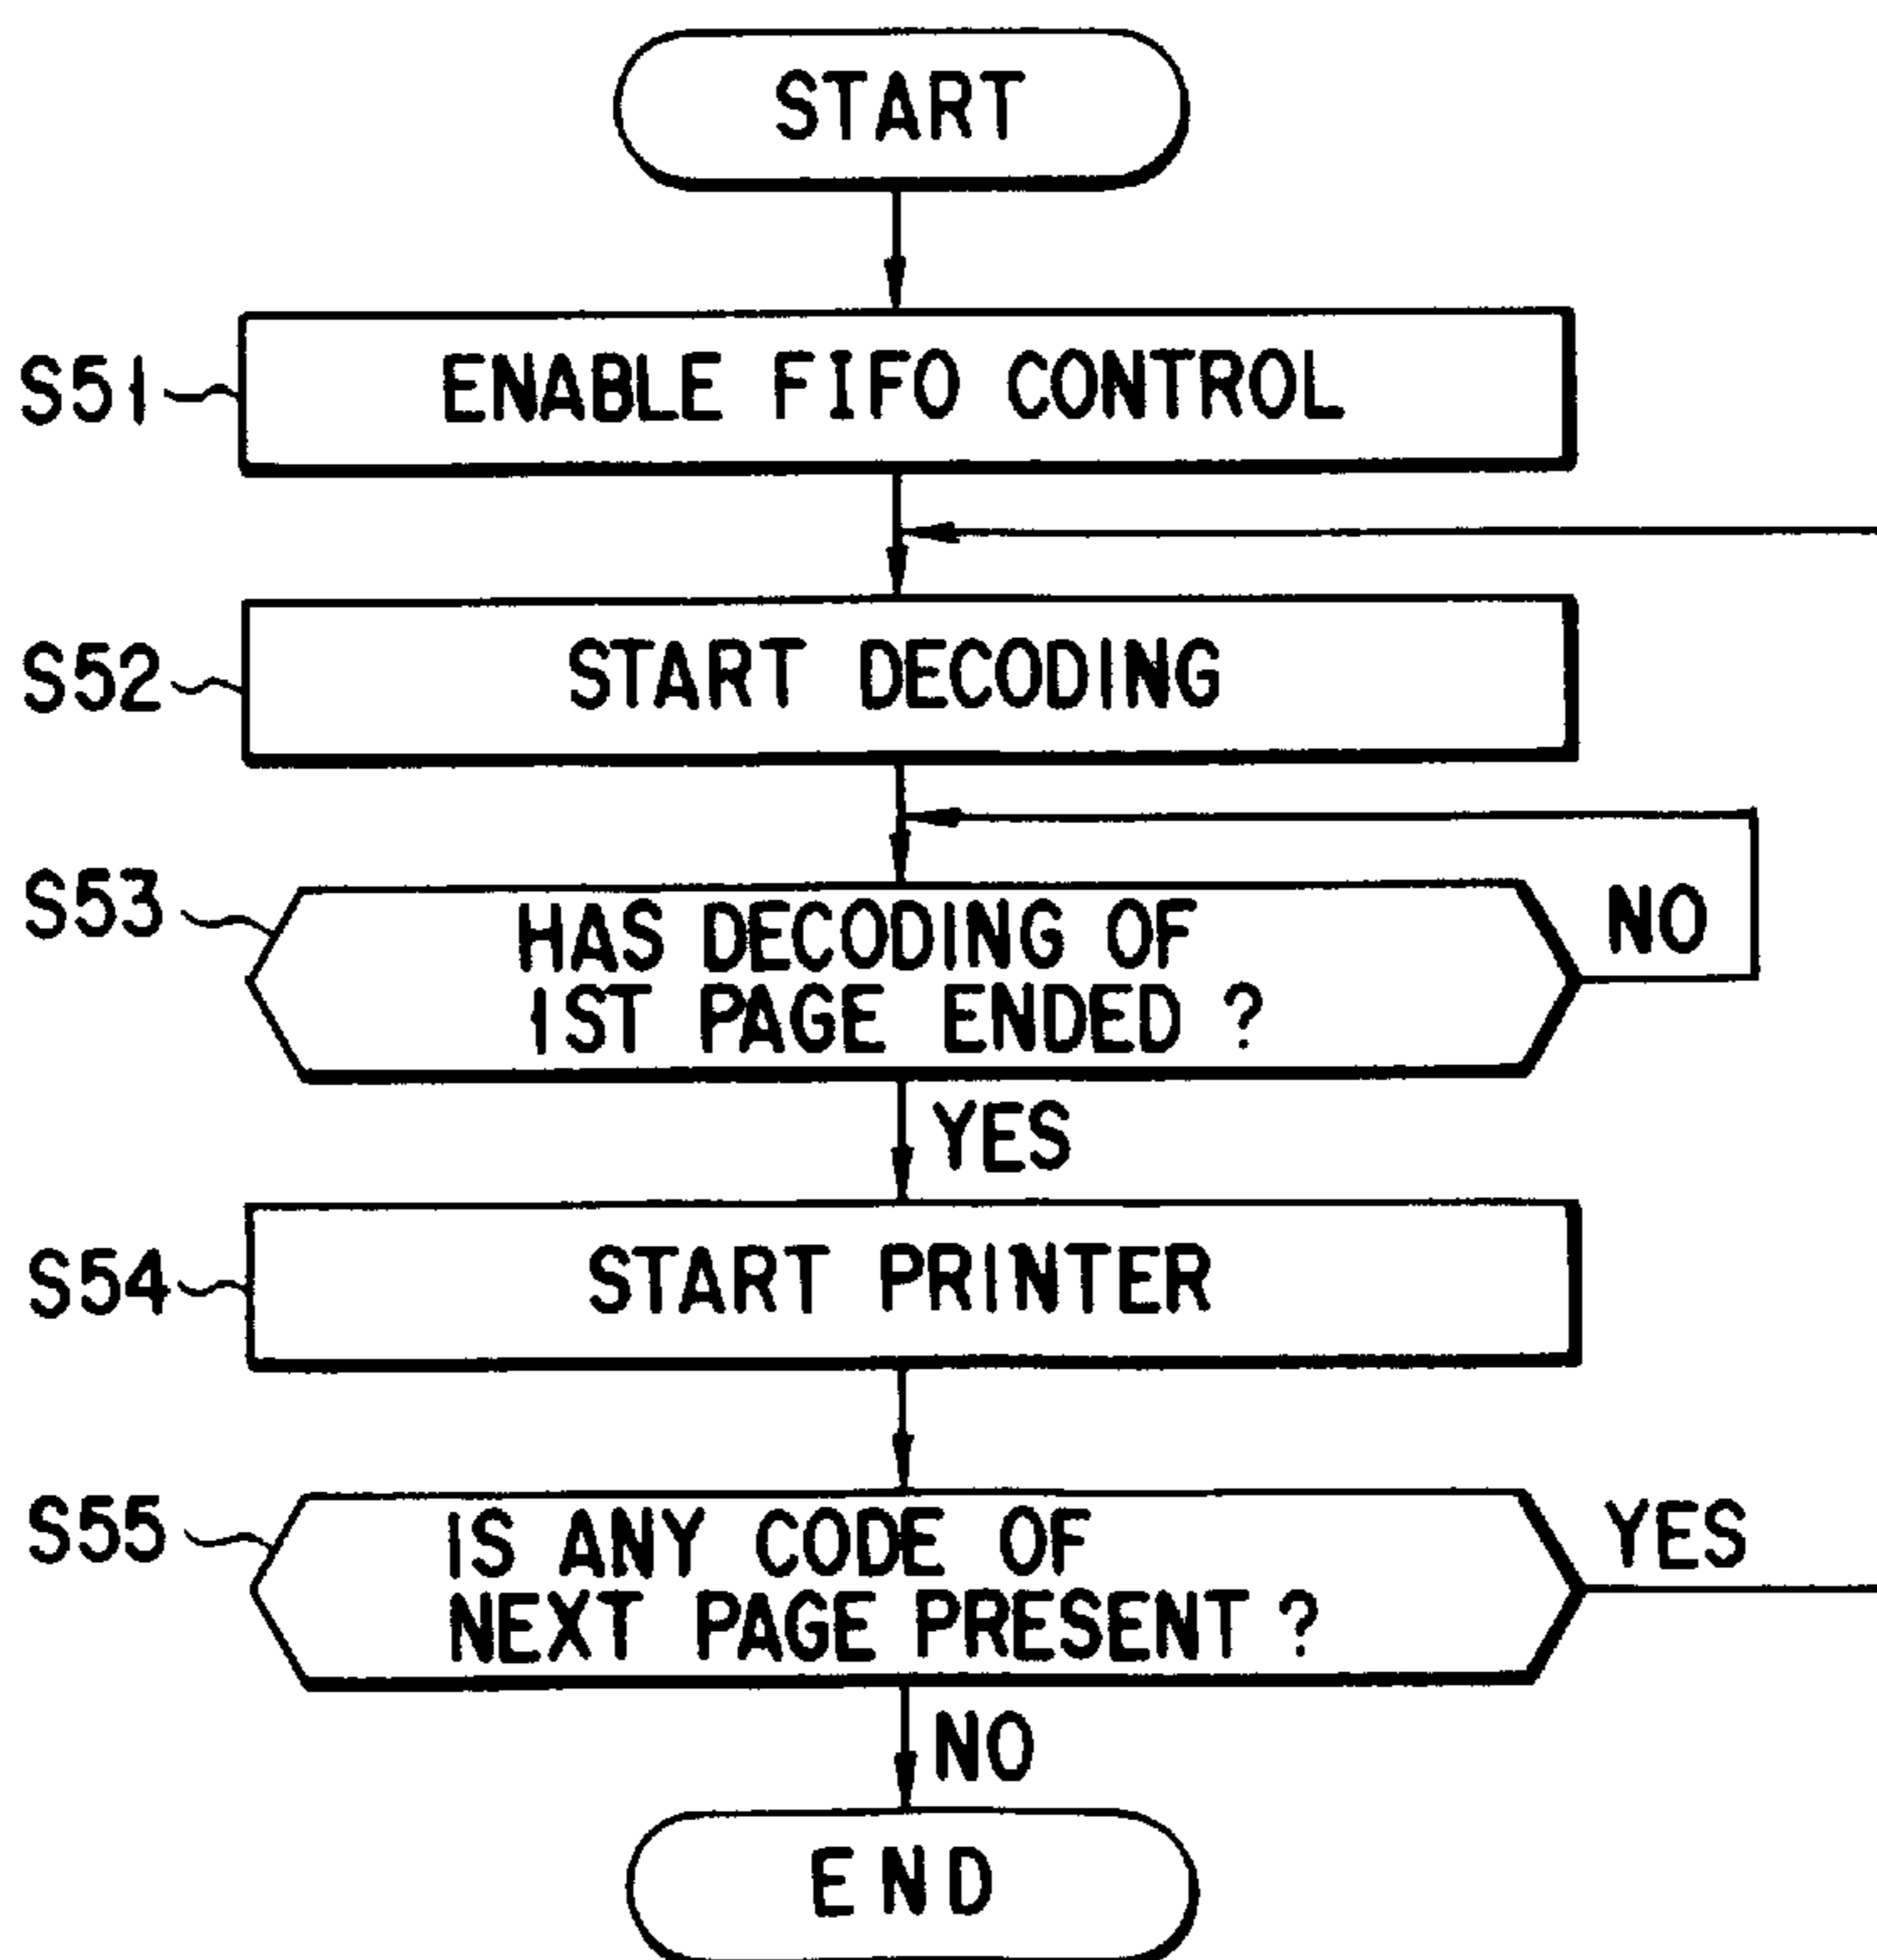 START
S51
ENABLE FIFO CONTROL
S52
START DECODING
S53
HAS DECODING OF
1ST PAGE ENDED ?
NO
YES
S54
START PRINTER
S55
IS ANY CODE OF
NEXT PAGE PRESENT ?
YES
NO
END